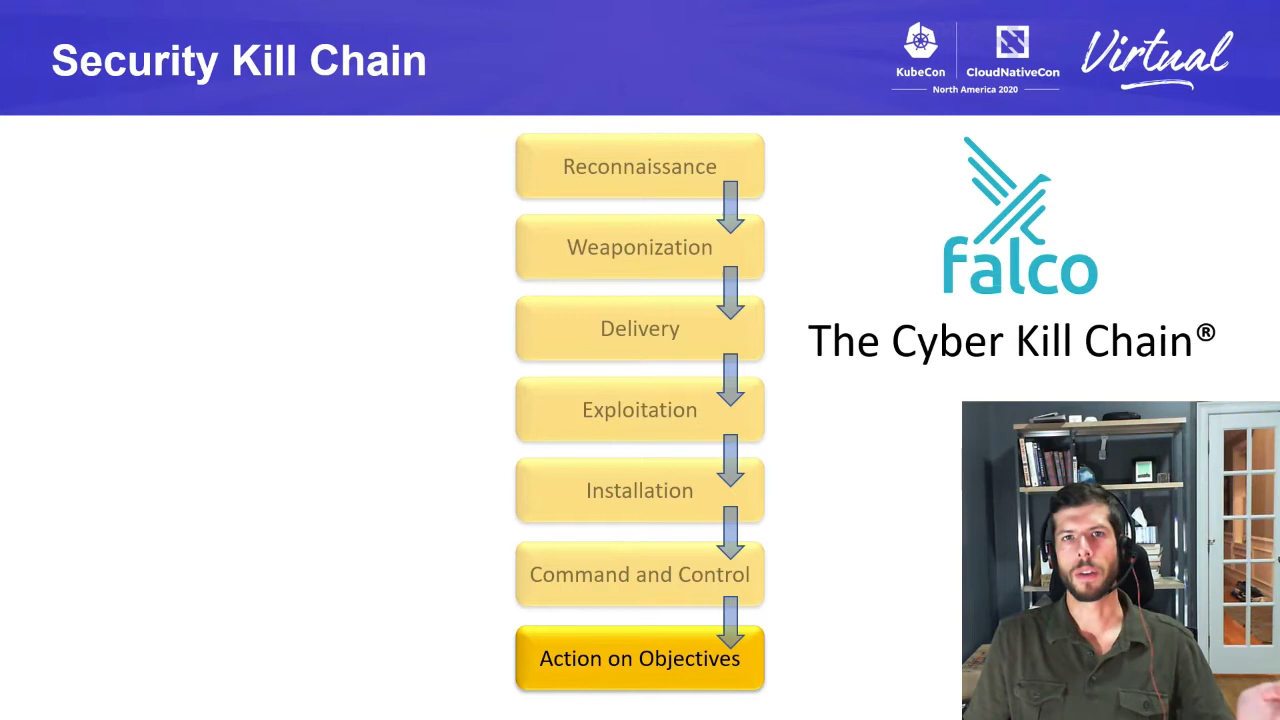 Security Kill Chain
KubeCon
CloudNativeCon
North America 2020
Virtual
Reconnaissance
Weaponization
Delivery
Exploitation
Installation
Command and Control
Action on Objectives
falco
The Cyber Kill Chain®